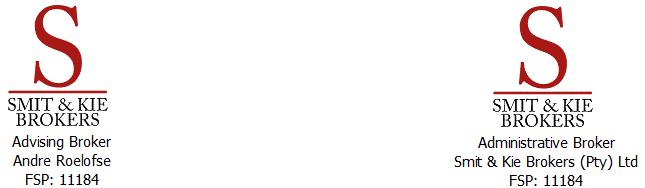 S
SMIT & KIE
BROKERS
Advising Broker
Andre Roelofse
FSP: 11184
S
SMIT & KIE
BROKERS
Administrative Broker
Smit & Kie Brokers (Pty) Ltd
FSP: 11184